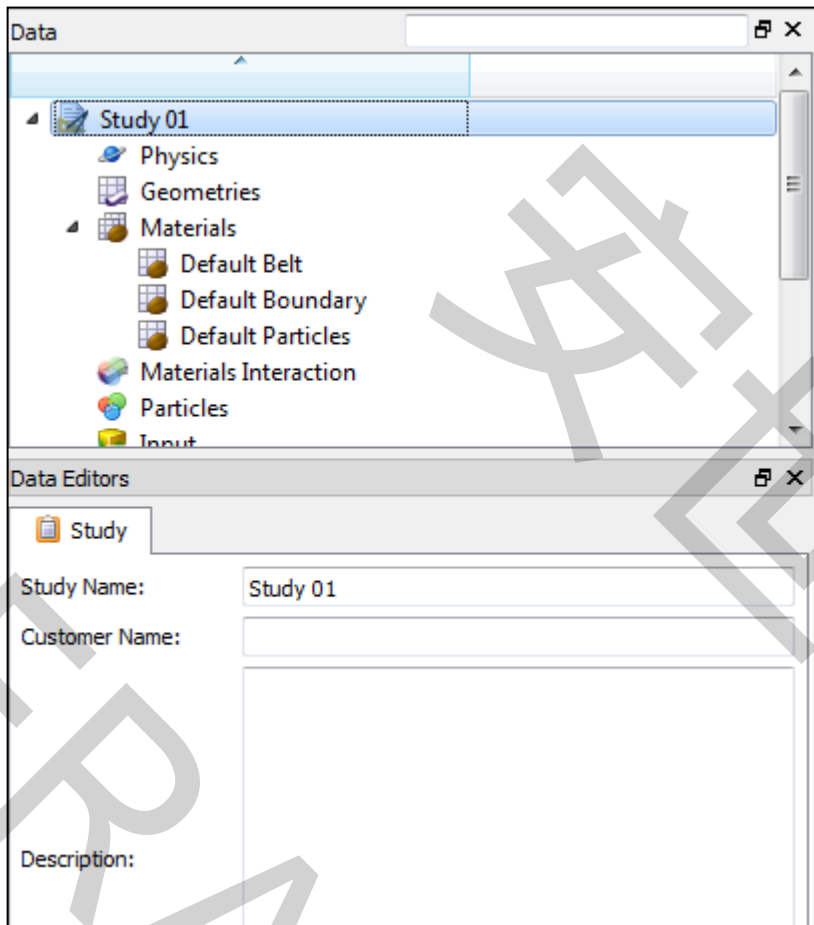 Data
Study 01
Physics
Geometries
Materials
Default Belt
Default Boundary
Default Particles
Materials Interaction
Particles
Input
Data Editors
Study
Study Name: Study 01
Customer Name:
Description: